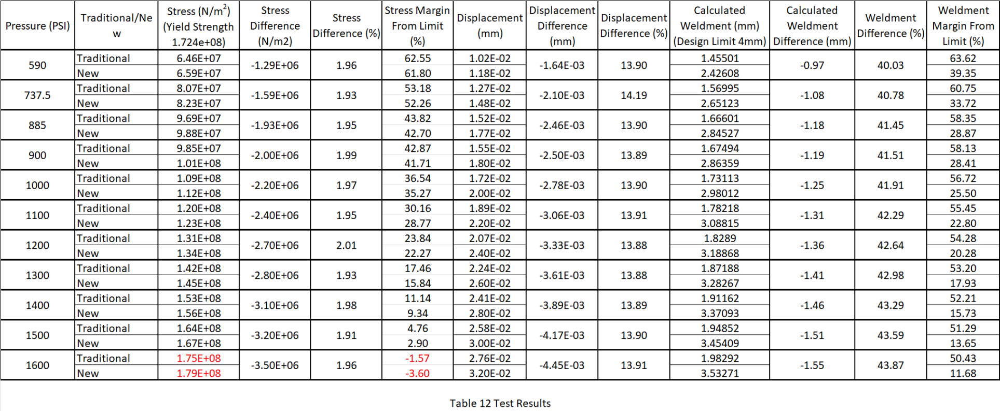 Pressure (PSI) | Traditional/Ne w | Stress (N/m²) (Yield Strength 1.724e+08) | Stress Difference (N/m2) | Stress Difference (%) | Stress Margin From Limit (%) | Displacement (mm) | Displacement Difference (mm) | Displacement Difference (%) | Calculated Weldment (mm) (Design Limit 4mm) | Calculated Weldment Difference (mm) | Weldment Difference (%) | Weldment Margin From Limit (%)
590 | Traditional | 6.46E+07 | -1.29E+06 | 1.96 | 62.55 | 1.02E-02 | -1.64E-03 | 13.90 | 1.45501 | -0.97 | 40.03 | 63.62
New | 6.59E+07 | 61.80 | 1.18E-02 | 2.42608 | 39.35
737.5 | Traditional | 8.07E+07 | -1.59E+06 | 1.93 | 53.18 | 1.27E-02 | -2.10E-03 | 14.19 | 1.56995 | -1.08 | 40.78 | 60.75
New | 8.23E+07 | 52.26 | 1.48E-02 | 2.65123 | 33.72
885 | Traditional | 9.69E+07 | -1.93E+06 | 1.95 | 43.82 | 1.52E-02 | -2.46E-03 | 13.90 | 1.66601 | -1.18 | 41.45 | 58.35
New | 9.88E+07 | 42.70 | 1.77E-02 | 2.84527 | 28.87
900 | Traditional | 9.85E+07 | -2.00E+06 | 1.99 | 42.87 | 1.55E-02 | -2.50E-03 | 13.89 | 1.67494 | -1.19 | 41.51 | 58.13
New | 1.01E+08 | 41.71 | 1.80E-02 | 2.86359 | 28.41
1000 | Traditional | 1.09E+08 | -2.20E+06 | 1.97 | 36.54 | 1.72E-02 | -2.78E-03 | 13.90 | 1.73113 | -1.25 | 41.91 | 56.72
New | 1.12E+08 | 35.27 | 2.00E-02 | 2.98012 | 25.50
1100 | Traditional | 1.20E+08 | -2.40E+06 | 1.95 | 30.16 | 1.89E-02 | -3.06E-03 | 13.91 | 1.78218 | -1.31 | 42.29 | 55.45
New | 1.23E+08 | 28.77 | 2.20E-02 | 3.08815 | 22.80
1200 | Traditional | 1.31E+08 | -2.70E+06 | 2.01 | 23.84 | 2.07E-02 | -3.33E-03 | 13.88 | 1.8289 | -1.36 | 42.64 | 54.28
New | 1.34E+08 | 22.27 | 2.40E-02 | 3.18868 | 20.28
1300 | Traditional | 1.42E+08 | -2.80E+06 | 1.93 | 17.46 | 2.24E-02 | -3.61E-03 | 13.88 | 1.87188 | -1.41 | 42.98 | 53.20
New | 1.45E+08 | 15.84 | 2.60E-02 | 3.28267 | 17.93
1400 | Traditional | 1.53E+08 | -3.10E+06 | 1.98 | 11.14 | 2.41E-02 | -3.89E-03 | 13.89 | 1.91162 | -1.46 | 43.29 | 52.21
New | 1.56E+08 | 9.34 | 2.80E-02 | 3.37093 | 15.73
1500 | Traditional | 1.64E+08 | -3.20E+06 | 1.91 | 4.76 | 2.58E-02 | -4.17E-03 | 13.90 | 1.94852 | -1.51 | 43.59 | 51.29
New | 1.67E+08 | 2.90 | 3.00E-02 | 3.45409 | 13.65
1600 | Traditional | 1.75E+08 | -3.50E+06 | 1.96 | -1.57 | 2.76E-02 | -4.45E-03 | 13.91 | 1.98292 | -1.55 | 43.87 | 50.43
New | 1.79E+08 | -3.60 | 3.20E-02 | 3.53271 | 11.68
Table 12 Test Results